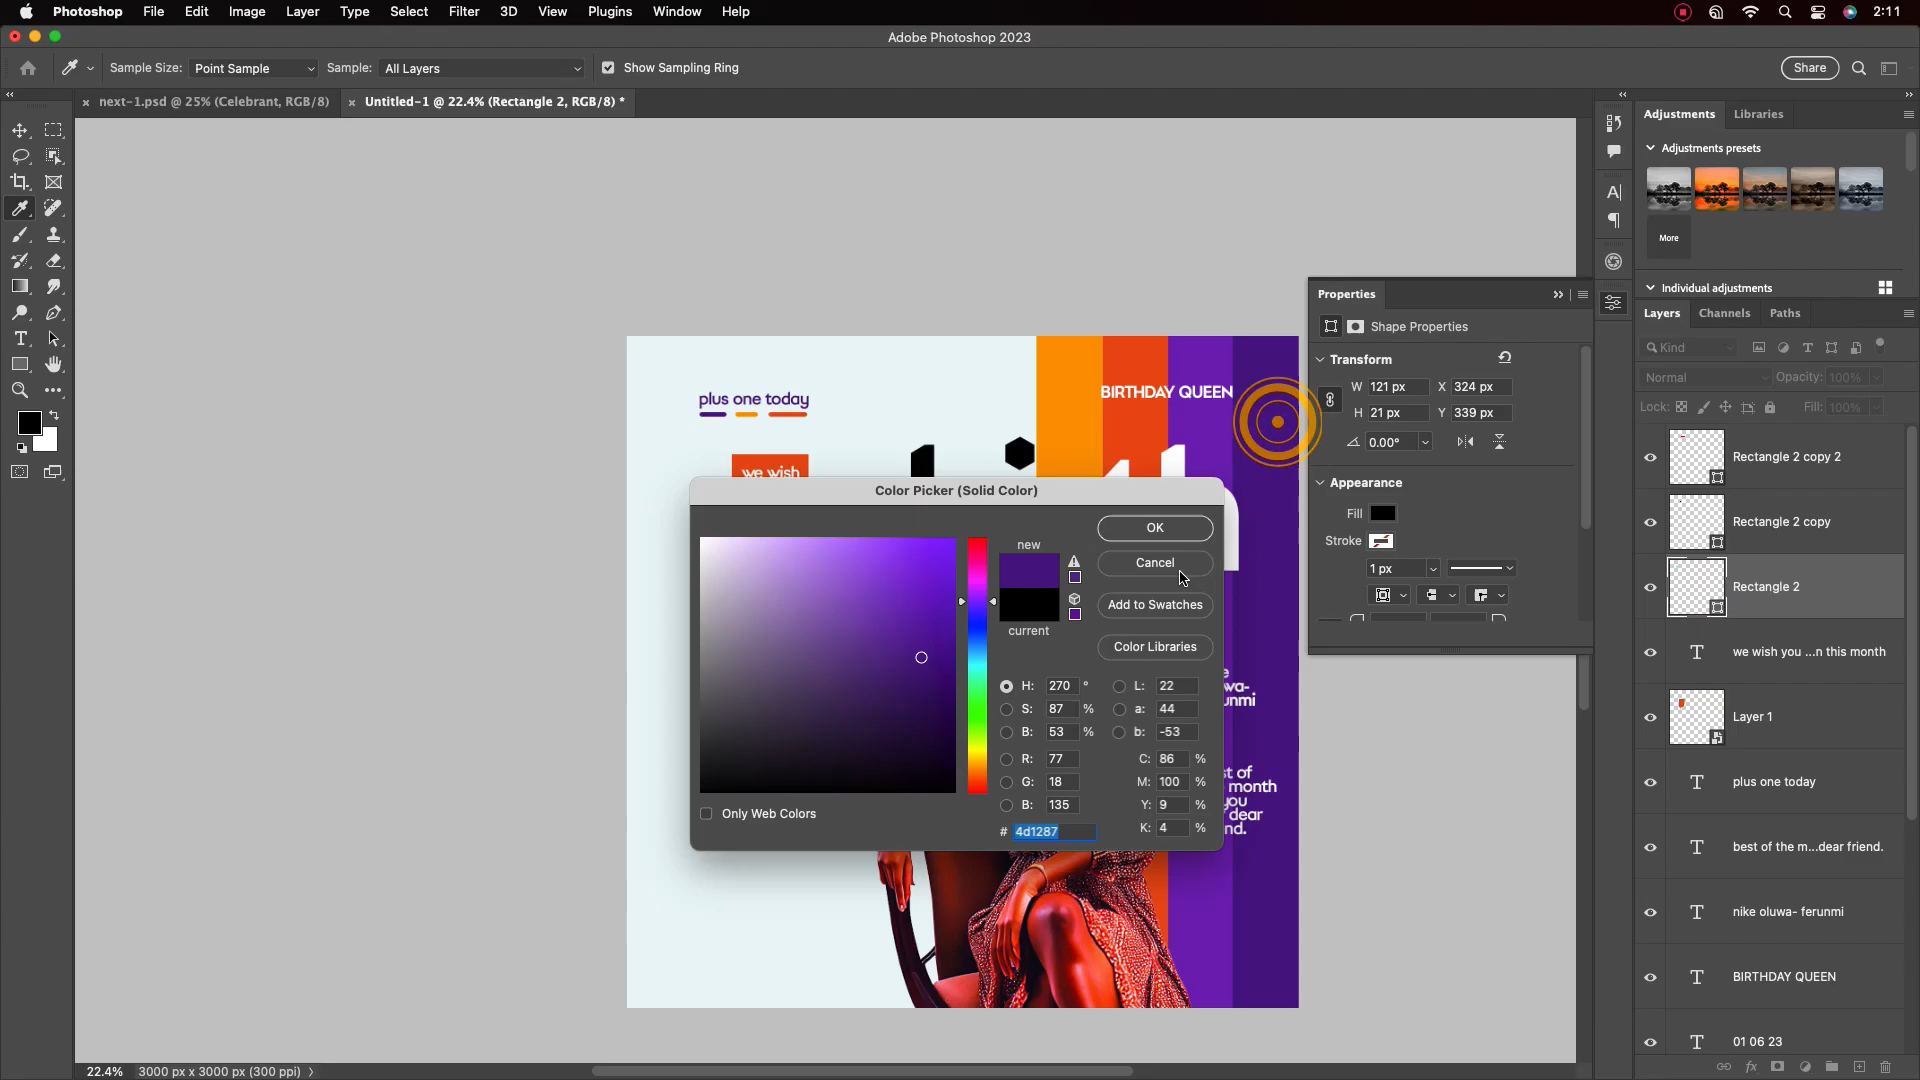 Photoshop File Edit Image Layer Type Select Filter 3D View Plugins Window Help 2:11
Adobe Photoshop 2023
Sample Size: Point Sample Sample: All Layers Show Sampling Ring Share
next-1.psd @ 25% (Celebrant, RGB/8) Untitled-1 @ 22.4% (Rectangle 2, RGB/8) *
Adjustments Libraries
Adjustments presets
More
Individual adjustments
Layers Channels Paths
Kind
Normal Opacity: 100%
Lock: Fill: 100%
Rectangle 2 copy 2
Rectangle 2 copy
Rectangle 2
we wish you ...n this month
Layer 1
plus one today
best of the m...dear friend.
nike oluwa- ferunmi
BIRTHDAY QUEEN
01 06 23
Properties
Shape Properties
Transform
W 121 px X 324 px
H 21 px Y 339 px
0.00°
Appearance
Fill
Stroke
1 px
plus one today
BIRTHDAY QUEEN
we wish
Color Picker (Solid Color)
new
current
OK
Cancel
Add to Swatches
Color Libraries
H: 270 ° L: 22
S: 87 % a: 44
B: 53 % b: -53
R: 77 C: 86 %
G: 18 M: 100 %
B: 135 Y: 9 %
# 4d1287 K: 4 %
Only Web Colors
month
you
dear
22.4% 3000 px x 3000 px (300 ppi)